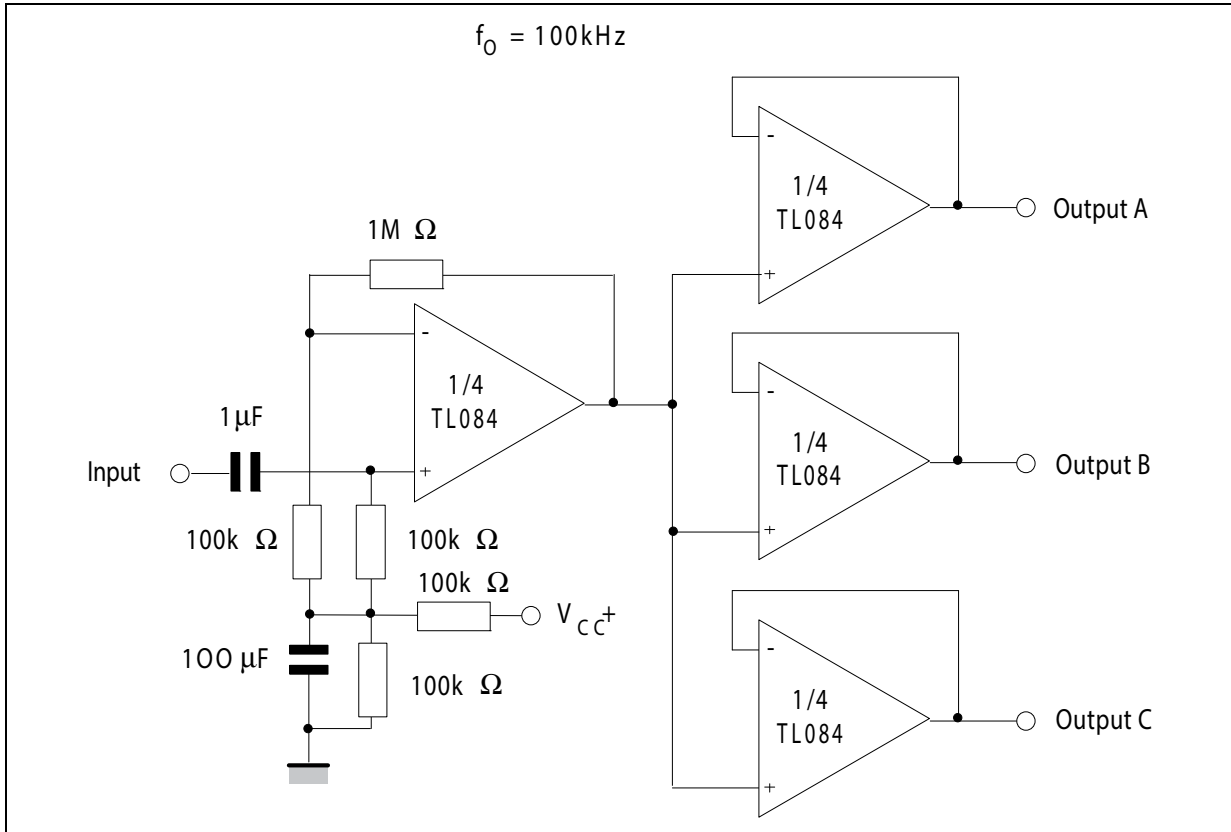 fO = 100kHz
-
1/4
TL084
+
Output A
1M Ω
-
1/4
TL084
+
1µF
Input
100k Ω
100k Ω
100k Ω
VCC+
100 µF
100k Ω
-
1/4
TL084
+
Output B
-
1/4
TL084
+
Output C